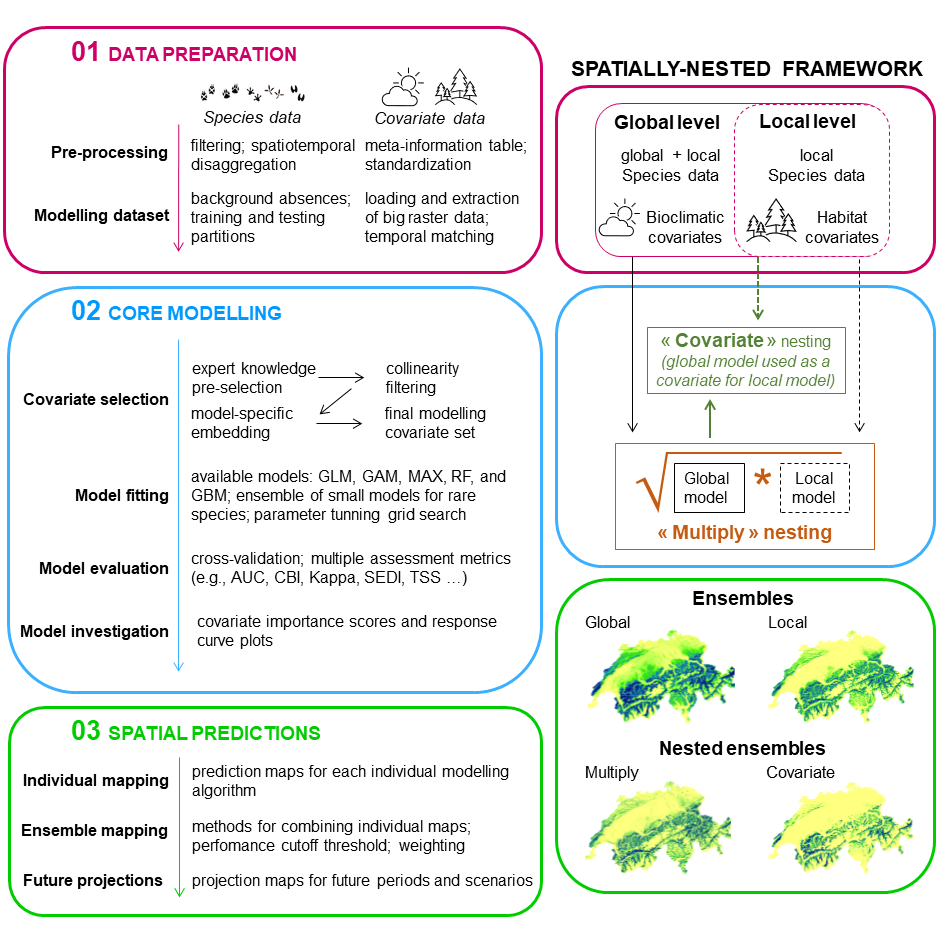 01 DATA PREPARATION
Species data
Covariate data
Pre-processing
filtering; spatiotemporal
disaggregation
meta-information table;
standardization
Modelling dataset
background absences;
training and testing
partitions
loading and extraction
of big raster data;
temporal matching
02 CORE MODELLING
Covariate selection
expert knowledge
pre-selection
collinearity
filtering
model-specific
embedding
final modelling
covariate set
Model fitting
available models: GLM, GAM, MAX, RF, and
GBM; ensemble of small models for rare
species; parameter tunning grid search
Model evaluation
cross-validation; multiple assessment metrics
(e.g., AUC, CBI, Kappa, SEDI, TSS …)
Model investigation
covariate importance scores and response
curve plots
03 SPATIAL PREDICTIONS
Individual mapping
prediction maps for each individual modelling
algorithm
Ensemble mapping
methods for combining individual maps;
perfomance cutoff threshold; weighting
Future projections
projection maps for future periods and scenarios
SPATIALLY-NESTED FRAMEWORK
Global level
global + local
Species data
Bioclimatic
covariates
Local level
local
Species data
Habitat
covariates
« Covariate » nesting
(global model used as a
covariate for local model)
√ Global model * Local model
« Multiply » nesting
Ensembles
Global
Local
Nested ensembles
Multiply
Covariate